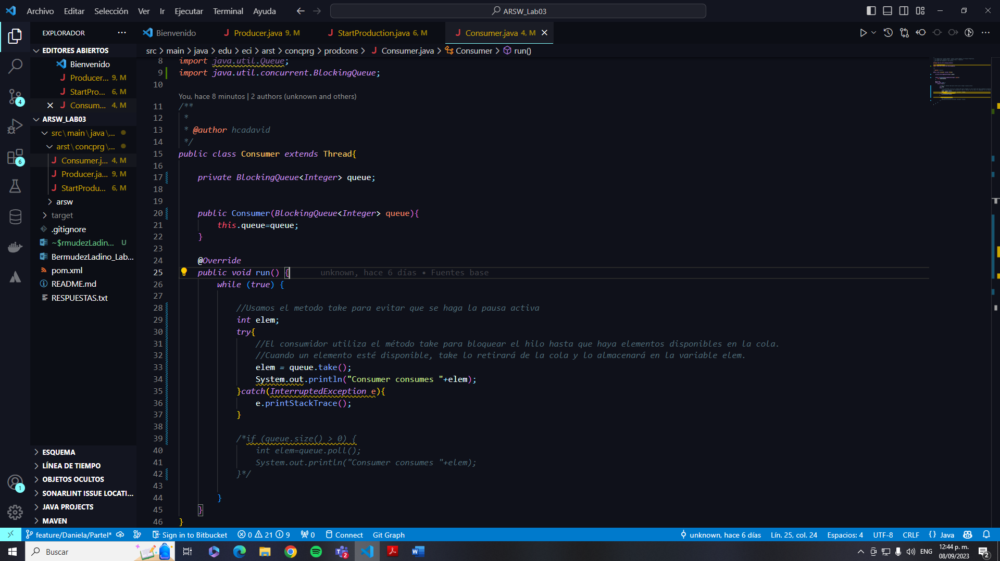 Archivo Editar Selección Ver Ir Ejecutar Terminal Ayuda
ARSW_Lab03
EXPLORADOR
Bienvenido
Producer.java 9, M
StartProduction.java 6, M
Consumer.java 4, M
EDITORES ABIERTOS
Bienvenido
Producer... 9, M
StartPro... 6, M
Consum... 4, M
ARSW_LAB03
src\main\java\...
arst\concprg\...
Consumer.j... 4, M
Producer.ja... 9, M
StartProdu... 6, M
arsw
target
.gitignore
~$rmudezLadin... U
BermudezLadino_Lab...
pom.xml
README.md
RESPUESTAS.txt
ESQUEMA
LÍNEA DE TIEMPO
OBJETOS OCULTOS
SONARLINT ISSUE LOCATI...
JAVA PROJECTS
MAVEN
4
6
1
src > main > java > edu > eci > arst > concprg > prodcons > Consumer.java > Consumer > run()
8 import java.util.Queue;
9 import java.util.concurrent.BlockingQueue;
10
You, hace 8 minutos | 2 authors (unknown and others)
11 /**
12 *
13 * @author hcadavid
14 */
15 public class Consumer extends Thread{
16
17 private BlockingQueue<Integer> queue;
18
19
20 public Consumer(BlockingQueue<Integer> queue){
21 this.queue=queue;
22 }
23
24 @Override
25 public void run() { unknown, hace 6 días • Fuentes base
26 while (true) {
27
28 //Usamos el metodo take para evitar que se haga la pausa activa
29 int elem;
30 try{
31 //El consumidor utiliza el método take para bloquear el hilo hasta que haya elementos disponibles en la cola.
32 //Cuando un elemento esté disponible, take lo retirará de la cola y lo almacenará en la variable elem.
33 elem = queue.take();
34 System.out.println("Consumer consumes "+elem);
35 }catch(InterruptedException e){
36 e.printStackTrace();
37 }
38
39 /*if (queue.size() > 0) {
40 int elem=queue.poll();
41 System.out.println("Consumer consumes "+elem);
42 }*/
43
44 }
45 }
46 }
feature/Daniela/ParteI* Sign in to Bitbucket 0 21 9 0 Connect Git Graph unknown, hace 6 días Lín. 25, col. 24 Espacios: 4 UTF-8 CRLF {} Java
Buscar
2
ENG
12:44 p. m.
08/09/2023
2